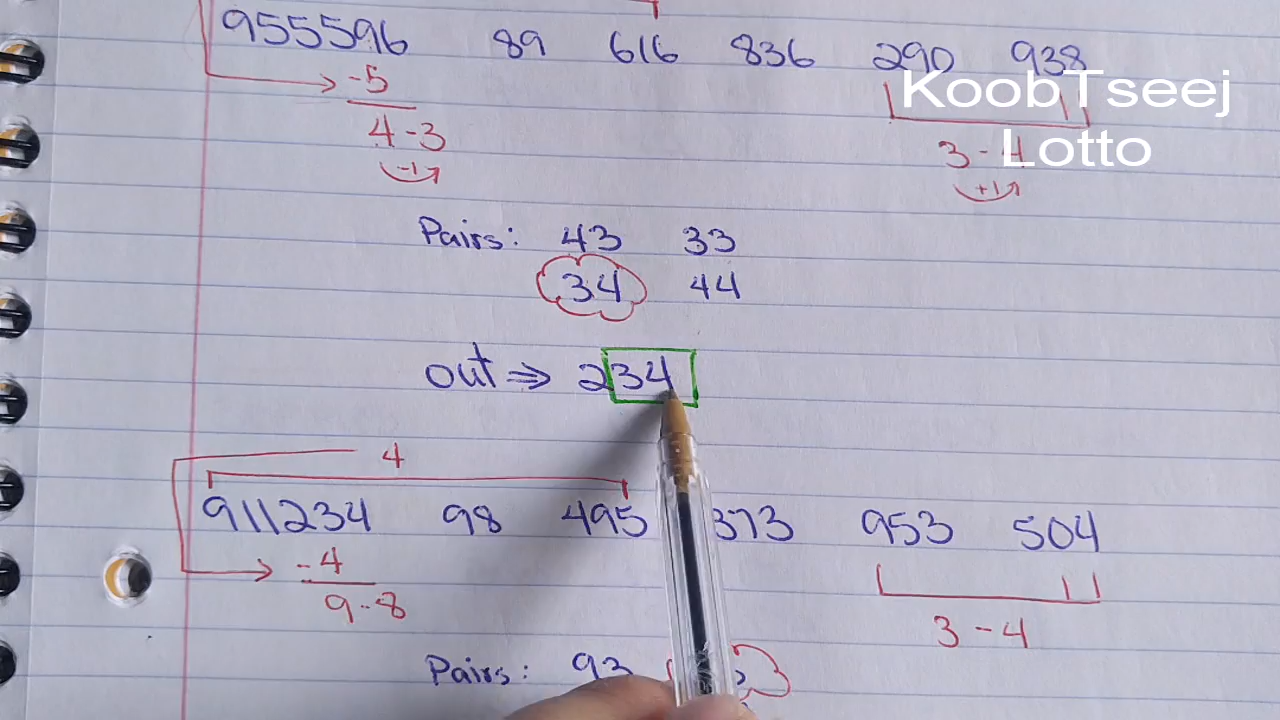 955596 89 616 836 290 938
KoobTseej
Lotto
-5
4-3
3-4
-1
+1
Pairs: 43 33
34 44
out ⇒ 234
4
911234 98 495 373 953 504
-4
9-8
3-4
Pairs: 93